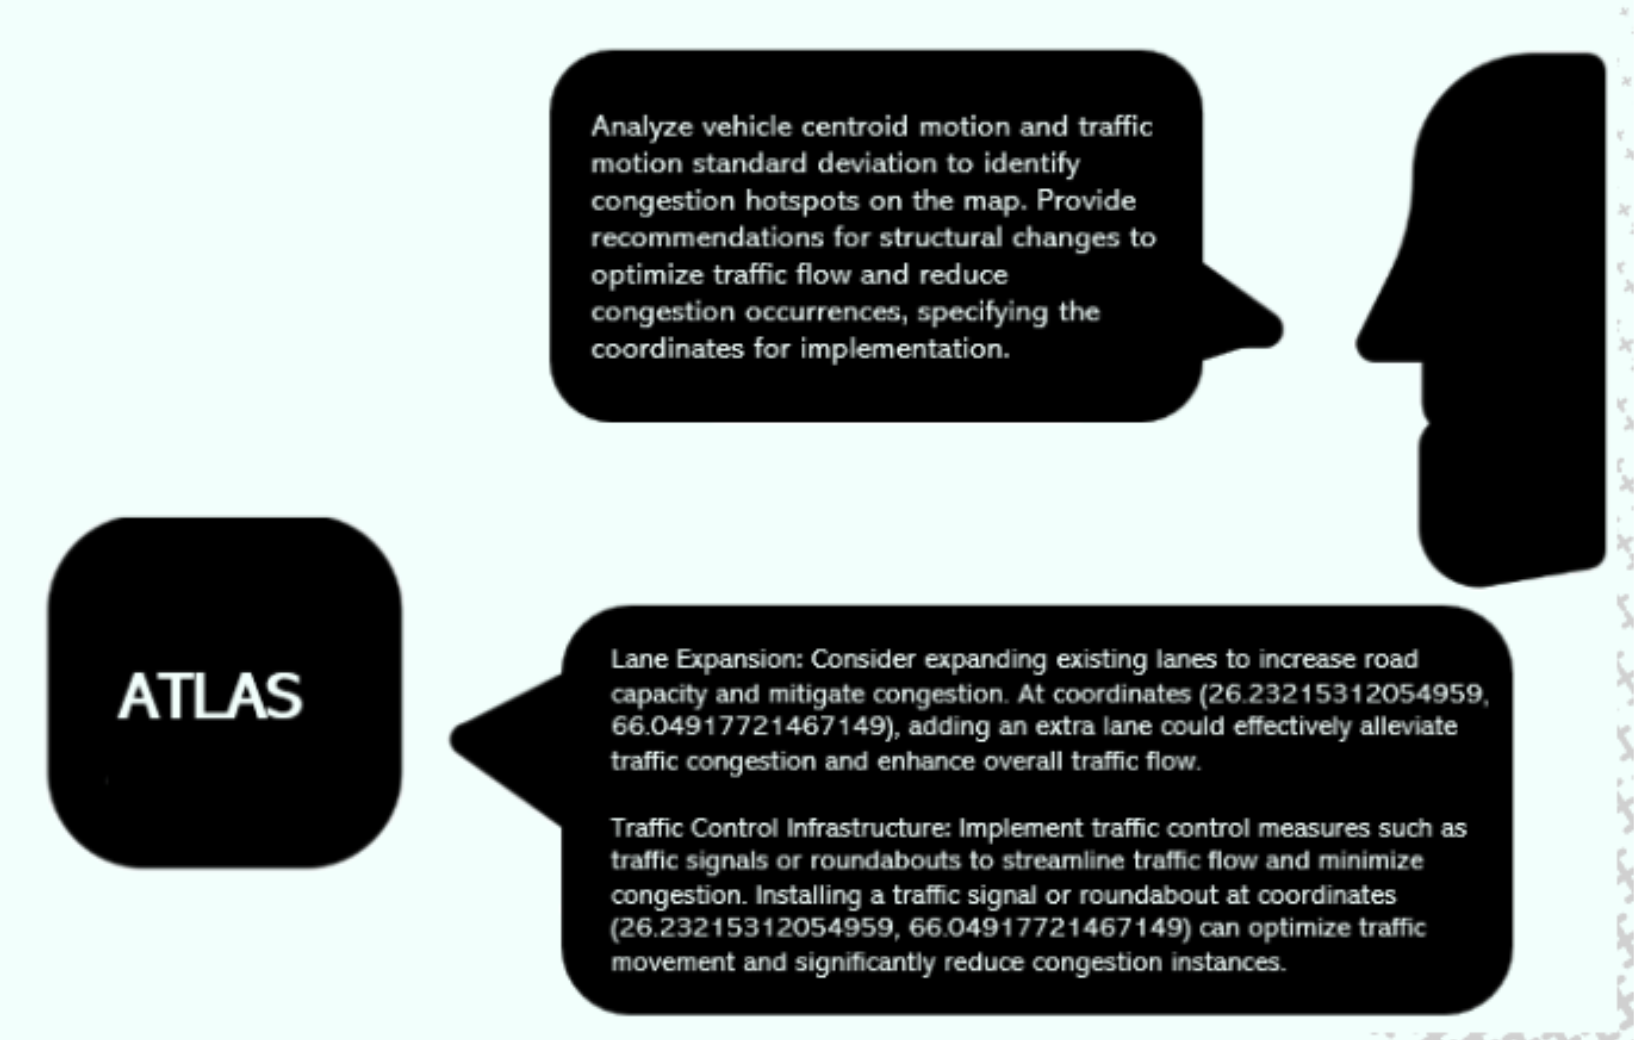 Analyze vehicle centroid motion and traffic
motion standard deviation to identify
congestion hotspots on the map. Provide
recommendations for structural changes to
optimize traffic flow and reduce
congestion occurrences, specifying the
coordinates for implementation.
ATLAS
Lane Expansion: Consider expanding existing lanes to increase road
capacity and mitigate congestion. At coordinates (26.23215312054959,
66.04917721467149), adding an extra lane could effectively alleviate
traffic congestion and enhance overall traffic flow.
Traffic Control Infrastructure: Implement traffic control measures such as
traffic signals or roundabouts to streamline traffic flow and minimize
congestion. Installing a traffic signal or roundabout at coordinates
(26.23215312054959, 66.04917721467149) can optimize traffic
movement and significantly reduce congestion instances.